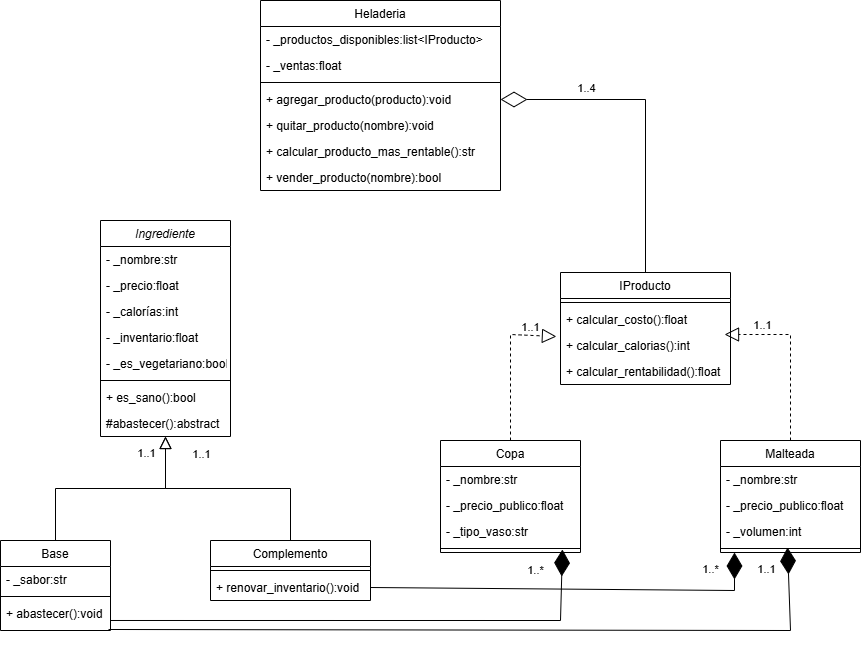 Heladeria
- _productos_disponibles:list<IProducto>
- _ventas:float
+ agregar_producto(producto):void
+ quitar_producto(nombre):void
+ calcular_producto_mas_rentable():str
+ vender_producto(nombre):bool
1..4
Ingrediente
- _nombre:str
- _precio:float
- _calorías:int
- _inventario:float
- _es_vegetariano:bool
+ es_sano():bool
#abastecer():abstract
1..1
1..1
IProducto
+ calcular_costo():float
+ calcular_calorias():int
+ calcular_rentabilidad():float
1..1
1..1
Copa
- _nombre:str
- _precio_publico:float
- _tipo_vaso:str
1..*
Malteada
- _nombre:str
- _precio_publico:float
- _volumen:int
1..*
1..1
Base
- _sabor:str
+ abastecer():void
Complemento
+ renovar_inventario():void